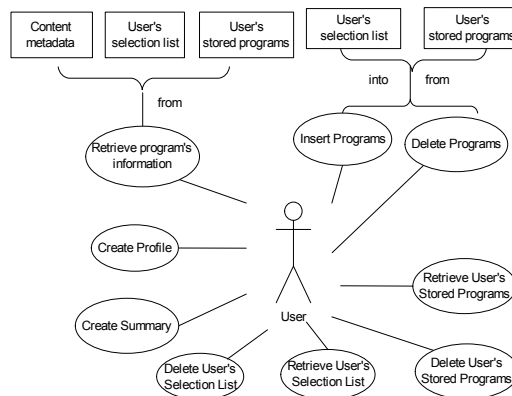 Content
metadata
User's
selection list
User's
stored programs
User's
selection list
User's
stored programs
from
into
from
Retrieve program's
information
Insert Programs
Delete Programs
Create Profile
Create Summary
User
Retrieve User's
Stored Programs
Delete User's
Selection List
Retrieve User's
Selection List
Delete User's
Stored Programs